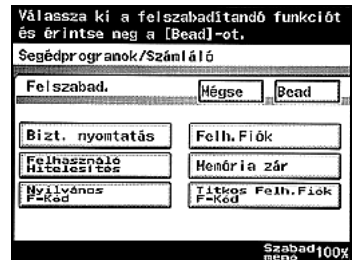 Válassza ki a felszabadítandó funkciót
és érintse meg a [Bead]-ot.
Segédprogramok/Számláló
Felszabad.
Mégse
Bead
Bizt. nyomtatás
Felh.Fiók
Felhasználó
Hitelesítés
Memória zár
Nyilvános
F-Kód
Titkos Felh.Fiók
F-Kód
Szabad
menó
100%